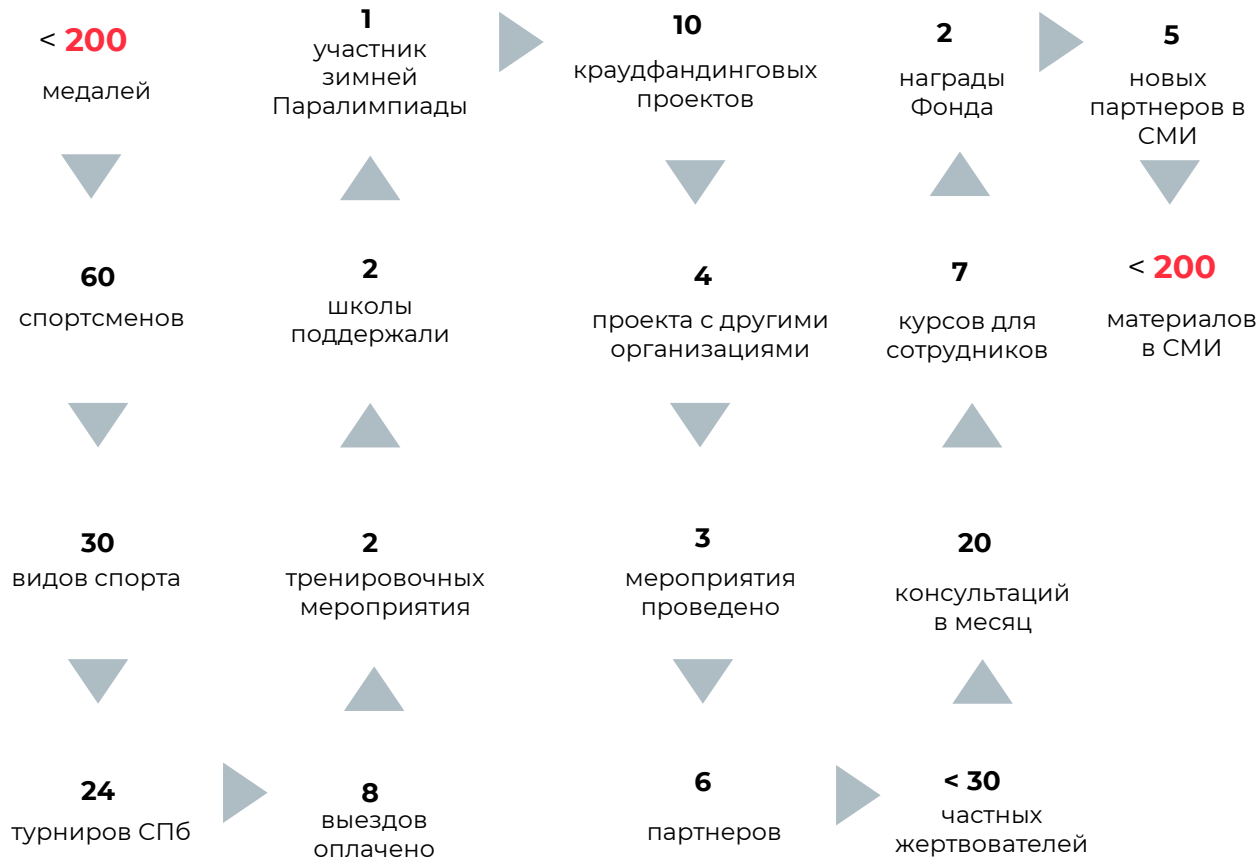 < 200
медалей
60
спортсменов
30
видов спорта
24
турниров СПб
8
выездов
оплачено
2
тренировочных
мероприятия
2
школы
поддержали
1
участник
зимней
Паралимпиады
10
краудфандинговых
проектов
4
проекта с другими
организациями
3
мероприятия
проведено
6
партнеров
< 30
частных
жертвователей
20
консультаций
в месяц
7
курсов для
сотрудников
2
награды
Фонда
5
новых
партнеров в
СМИ
< 200
материалов
в СМИ